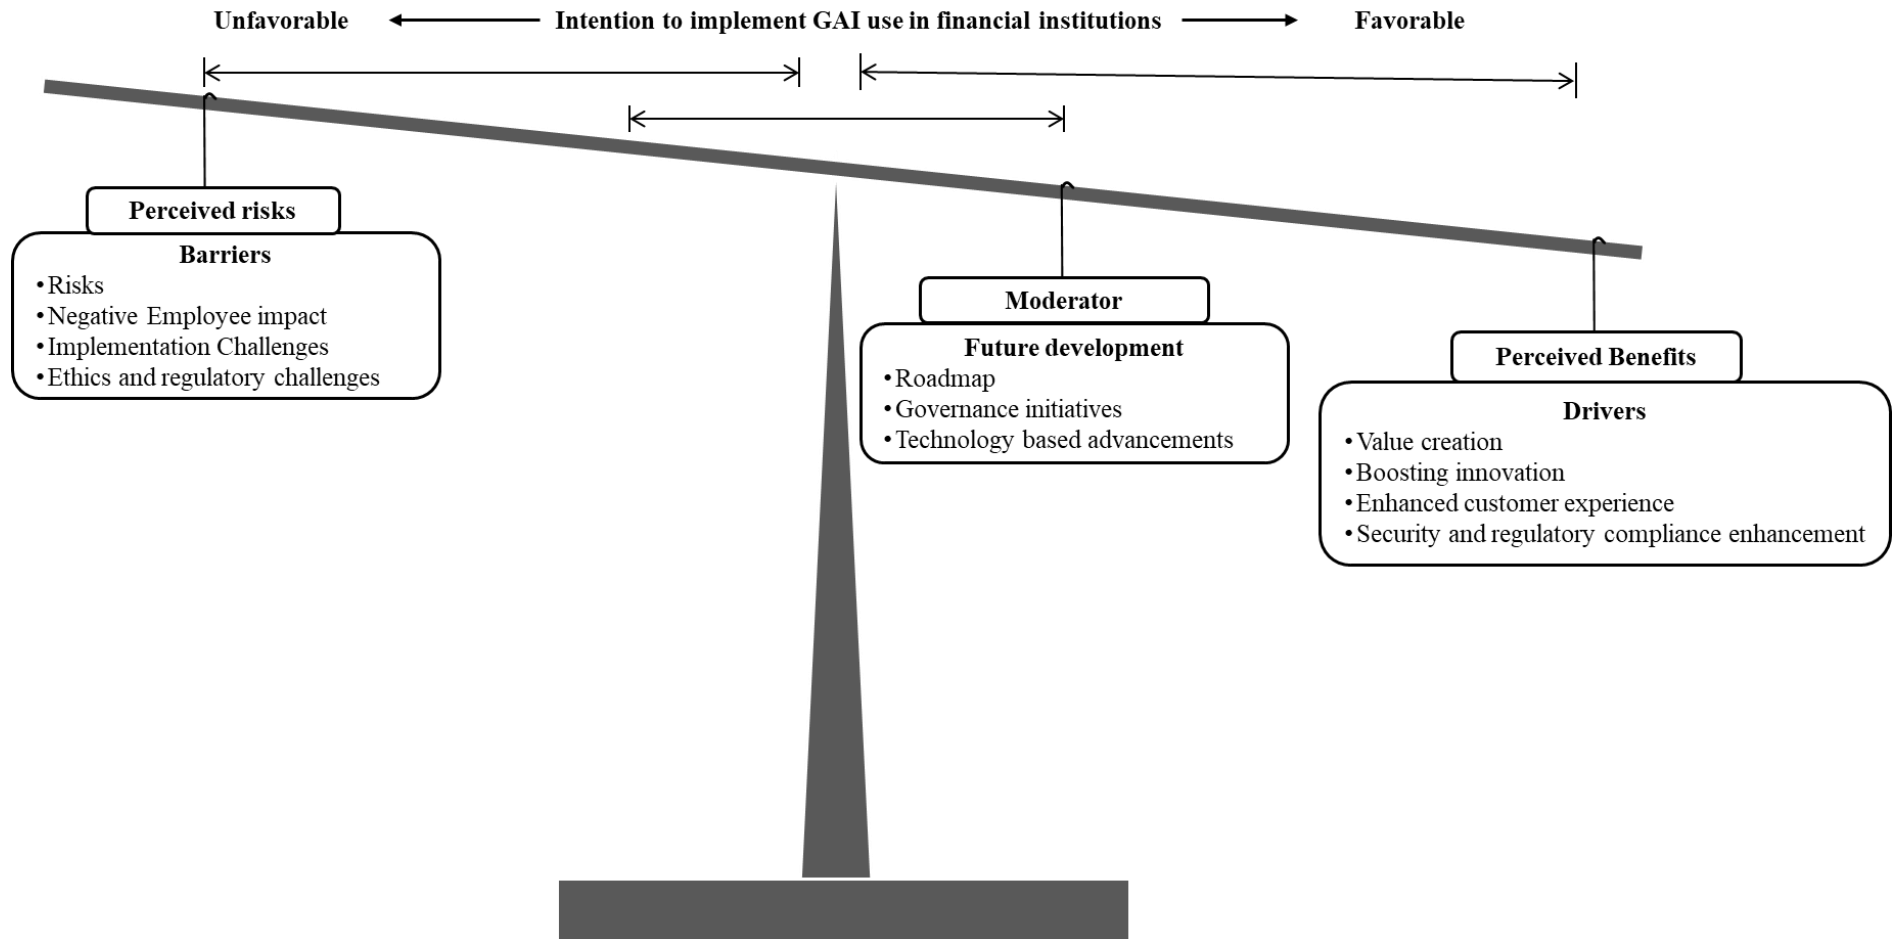 Unfavorable
Intention to implement GAI use in financial institutions
Favorable
Perceived risks
Barriers
•Risks
•Negative Employee impact
•Implementation Challenges
•Ethics and regulatory challenges
Moderator
Future development
•Roadmap
•Governance initiatives
•Technology based advancements
Perceived Benefits
Drivers
•Value creation
•Boosting innovation
•Enhanced customer experience
•Security and regulatory compliance enhancement